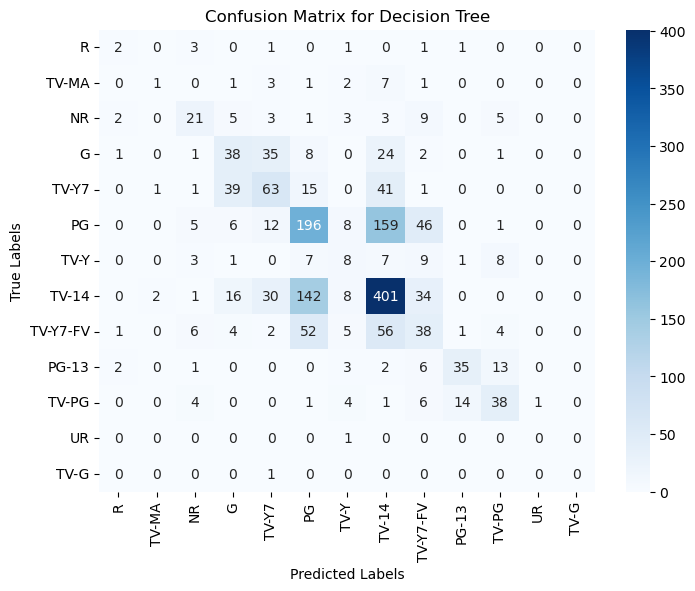 Confusion Matrix for Decision Tree
R 2 0 3 0 1 0 1 0 1 1 0 0 0
TV-MA 0 1 0 1 3 1 2 7 1 0 0 0 0
NR 2 0 21 5 3 1 3 3 9 0 5 0 0
G 1 0 1 38 35 8 0 24 2 0 1 0 0
TV-Y7 0 1 1 39 63 15 0 41 1 0 0 0 0
PG 0 0 5 6 12 196 8 159 46 0 1 0 0
TV-Y 0 0 3 1 0 7 8 7 9 1 8 0 0
TV-14 0 2 1 16 30 142 8 401 34 0 0 0 0
TV-Y7-FV 1 0 6 4 2 52 5 56 38 1 4 0 0
PG-13 2 0 1 0 0 0 3 2 6 35 13 0 0
TV-PG 0 0 4 0 0 1 4 1 6 14 38 1 0
UR 0 0 0 0 0 0 1 0 0 0 0 0 0
TV-G 0 0 0 0 1 0 0 0 0 0 0 0 0
R TV-MA NR G TV-Y7 PG TV-Y TV-14 TV-Y7-FV PG-13 TV-PG UR TV-G
Predicted Labels
True Labels
400
350
300
250
200
150
100
50
0